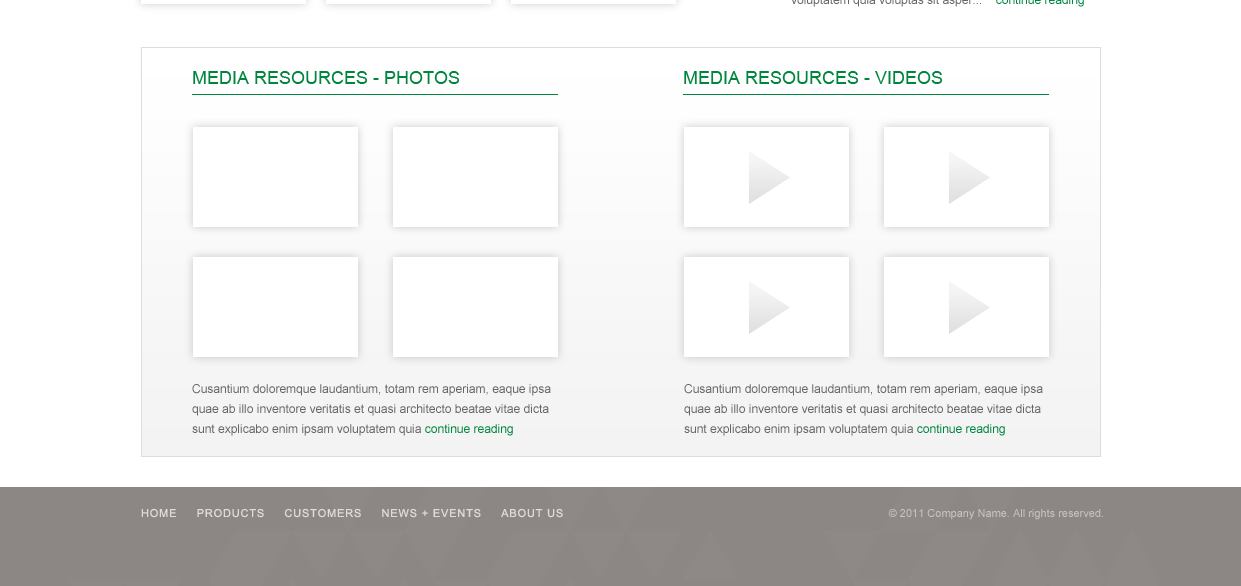 voluptatem quia voluptas sit asper... continue reading
MEDIA RESOURCES - PHOTOS
MEDIA RESOURCES - VIDEOS
Cusantium doloremque laudantium, totam rem aperiam, eaque ipsa
quae ab illo inventore veritatis et quasi architecto beatae vitae dicta
sunt explicabo enim ipsam voluptatem quia continue reading
Cusantium doloremque laudantium, totam rem aperiam, eaque ipsa
quae ab illo inventore veritatis et quasi architecto beatae vitae dicta
sunt explicabo enim ipsam voluptatem quia continue reading
HOME PRODUCTS CUSTOMERS NEWS + EVENTS ABOUT US
© 2011 Company Name. All rights reserved.